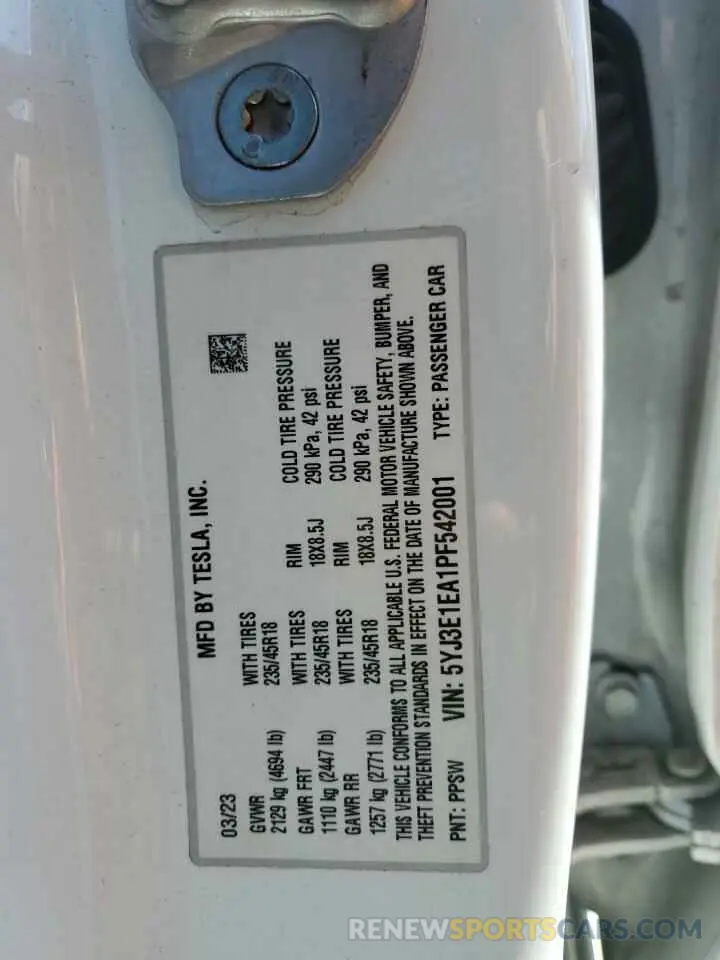 MFD BY TESLA, INC.
03/23
GVWR WITH TIRES
2129 kg (4694 lb) 235/45R18
GAWR FRT WITH TIRES RIM COLD TIRE PRESSURE
1110 kg (2447 lb) 235/45R18 18X8.5J 290 kPa, 42 psi
GAWR RR WITH TIRES RIM COLD TIRE PRESSURE
1257 kg (2771 lb) 235/45R18 18X8.5J 290 kPa, 42 psi
THIS VEHICLE CONFORMS TO ALL APPLICABLE U.S. FEDERAL MOTOR VEHICLE SAFETY, BUMPER, AND
THEFT PREVENTION STANDARDS IN EFFECT ON THE DATE OF MANUFACTURE SHOWN ABOVE.
PNT: PPSW VIN: 5YJ3E1EA1PF542001 TYPE: PASSENGER CAR
RENEWSPORTSCARS.COM